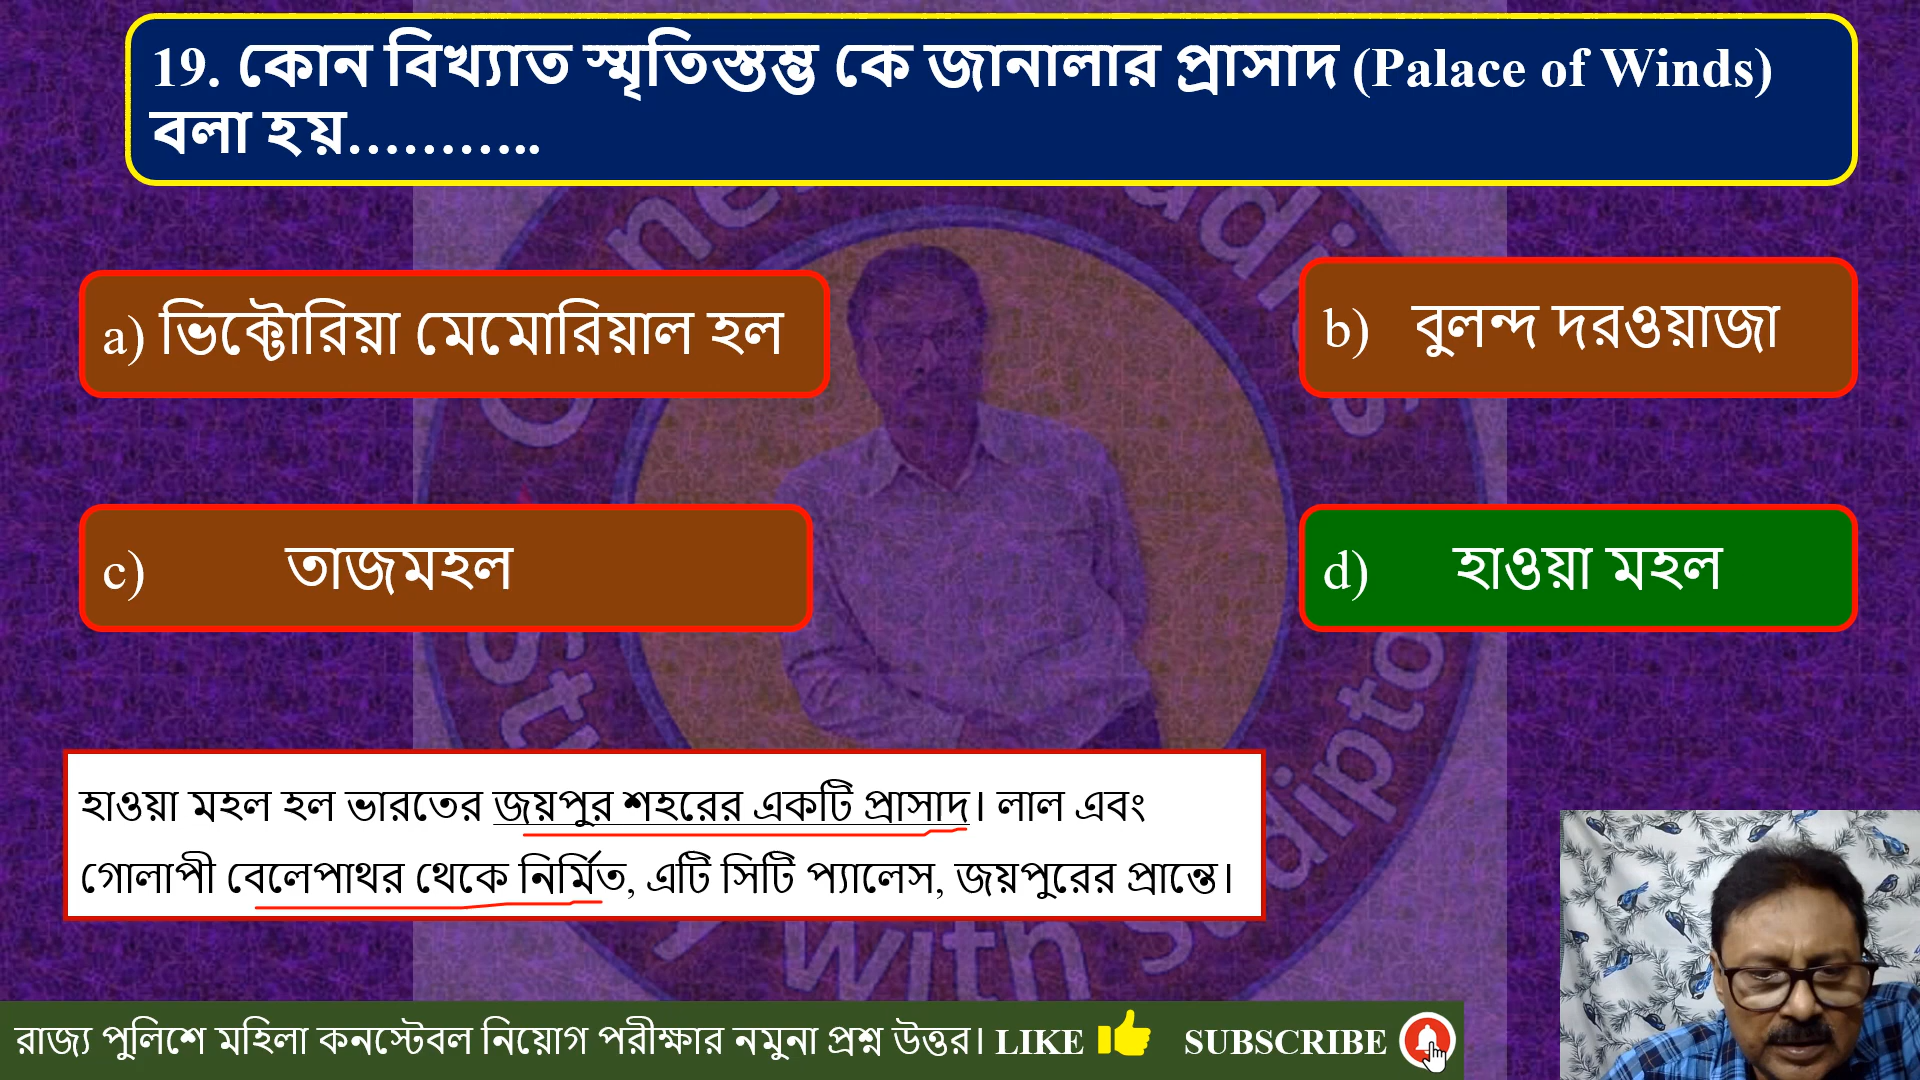 19. কোন বিখ্যাত স্মৃতিস্তম্ভ কে জানালার প্রাসাদ (Palace of Winds)
বলা হয়………..
a) ভিক্টোরিয়া মেমোরিয়াল হল
b) বুলন্দ দরওয়াজা
c) তাজমহল
d) হাওয়া মহল
হাওয়া মহল হল ভারতের জয়পুর শহরের একটি প্রাসাদ। লাল এবং
গোলাপী বেলেপাথর থেকে নির্মিত, এটি সিটি প্যালেস, জয়পুরের প্রান্তে।
with
রাজ্য পুলিশে মহিলা কনস্টেবল নিয়োগ পরীক্ষার নমুনা প্রশ্ন উত্তর। LIKE SUBSCRIBE